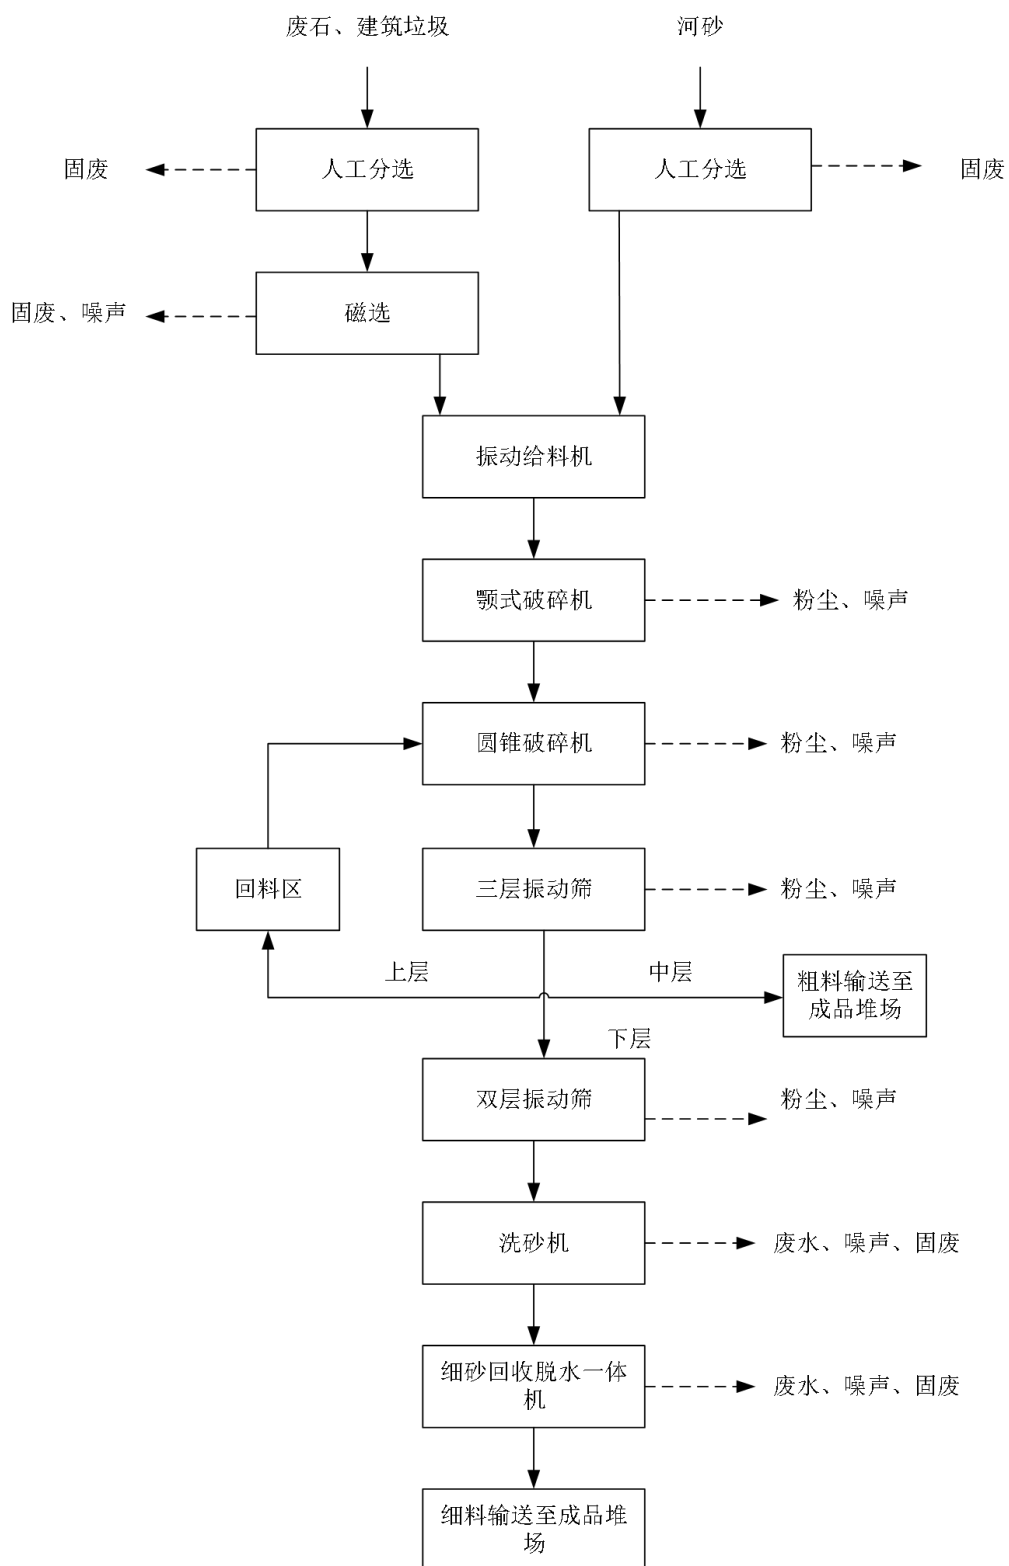 废石、建筑垃圾
河砂
固废
人工分选
人工分选
固废
固废、噪声
磁选
振动给料机
颚式破碎机
粉尘、噪声
圆锥破碎机
粉尘、噪声
回料区
三层振动筛
粉尘、噪声
上层
中层
粗料输送至
成品堆场
下层
双层振动筛
粉尘、噪声
洗砂机
废水、噪声、固废
细砂回收脱水一体
机
废水、噪声、固废
细料输送至成品堆
场